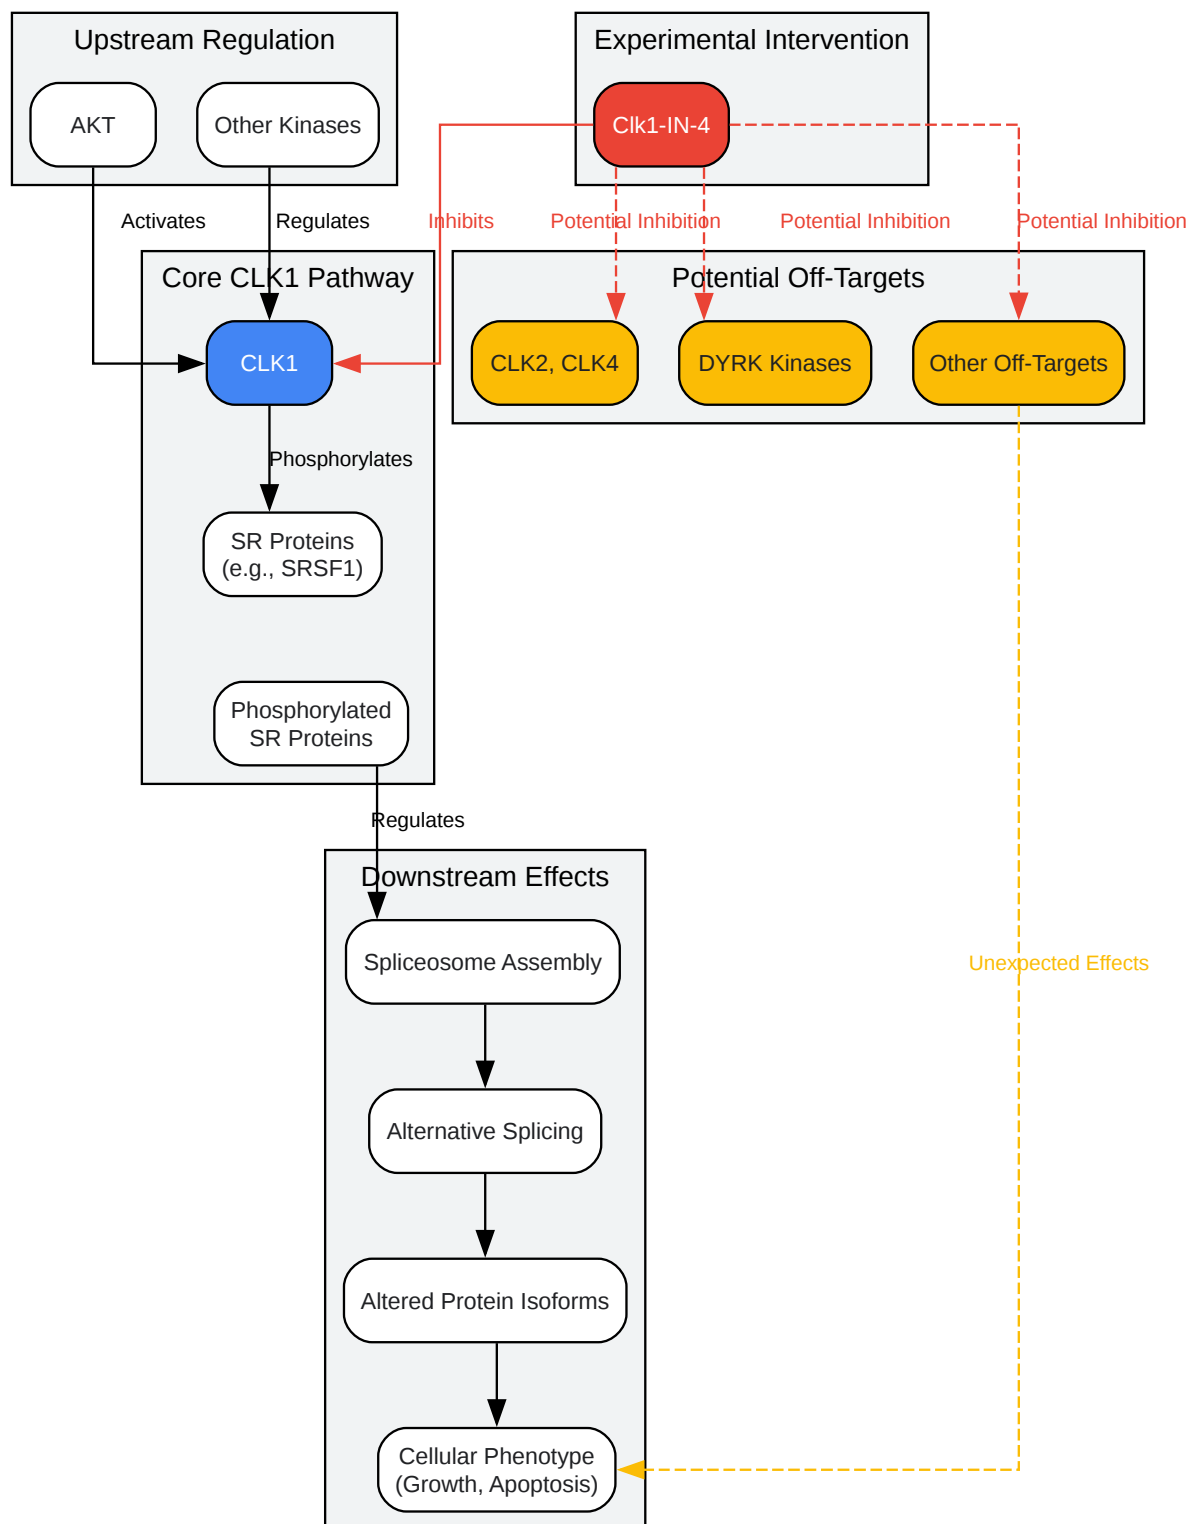 Upstream Regulation
Experimental Intervention
AKT
Other Kinases
Clk1-IN-4
Activates
Regulates
Inhibits
Potential Inhibition
Potential Inhibition
Potential Inhibition
Core CLK1 Pathway
Potential Off-Targets
CLK1
CLK2, CLK4
DYRK Kinases
Other Off-Targets
Phosphorylates
SR Proteins
(e.g., SRSF1)
Phosphorylated
SR Proteins
Regulates
Downstream Effects
Spliceosome Assembly
Unexpected Effects
Alternative Splicing
Altered Protein Isoforms
Cellular Phenotype
(Growth, Apoptosis)